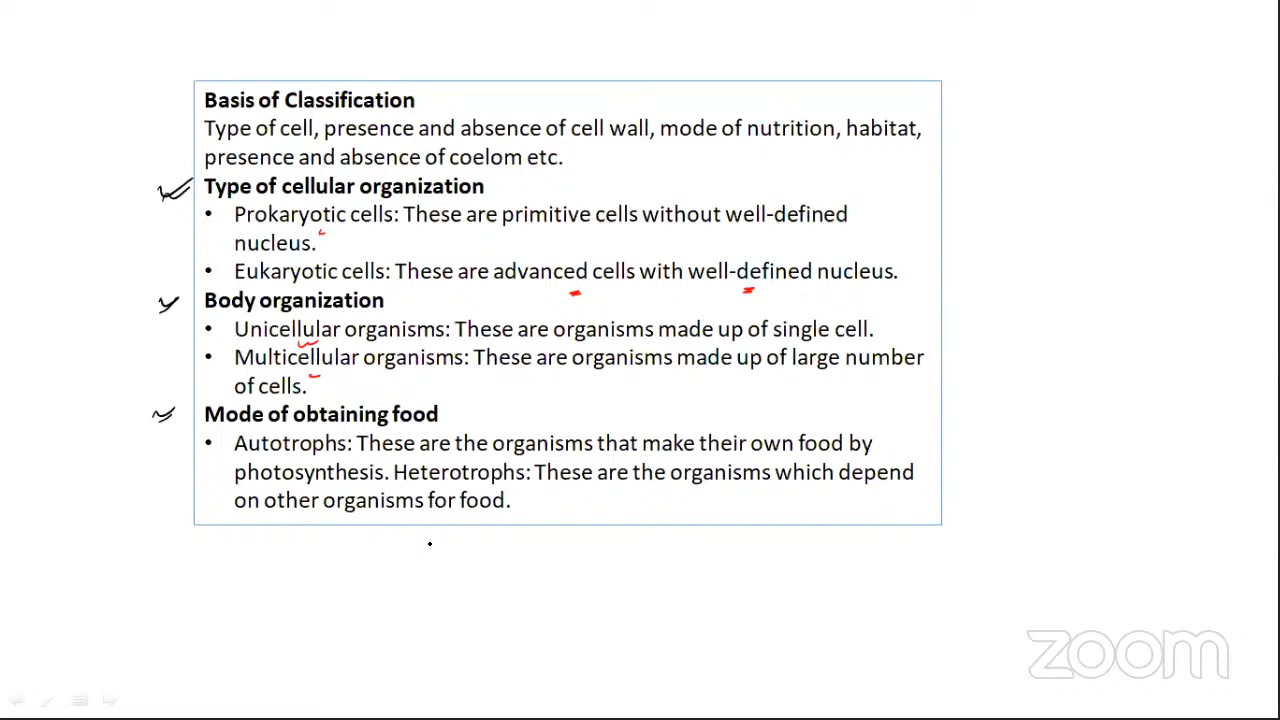 Basis of Classification
Type of cell, presence and absence of cell wall, mode of nutrition, habitat,
presence and absence of coelom etc.
Type of cellular organization
• Prokaryotic cells: These are primitive cells without well-defined
nucleus.
• Eukaryotic cells: These are advanced cells with well-defined nucleus.
Body organization
• Unicellular organisms: These are organisms made up of single cell.
• Multicellular organisms: These are organisms made up of large number
of cells.
Mode of obtaining food
• Autotrophs: These are the organisms that make their own food by
photosynthesis. Heterotrophs: These are the organisms which depend
on other organisms for food.
zoom